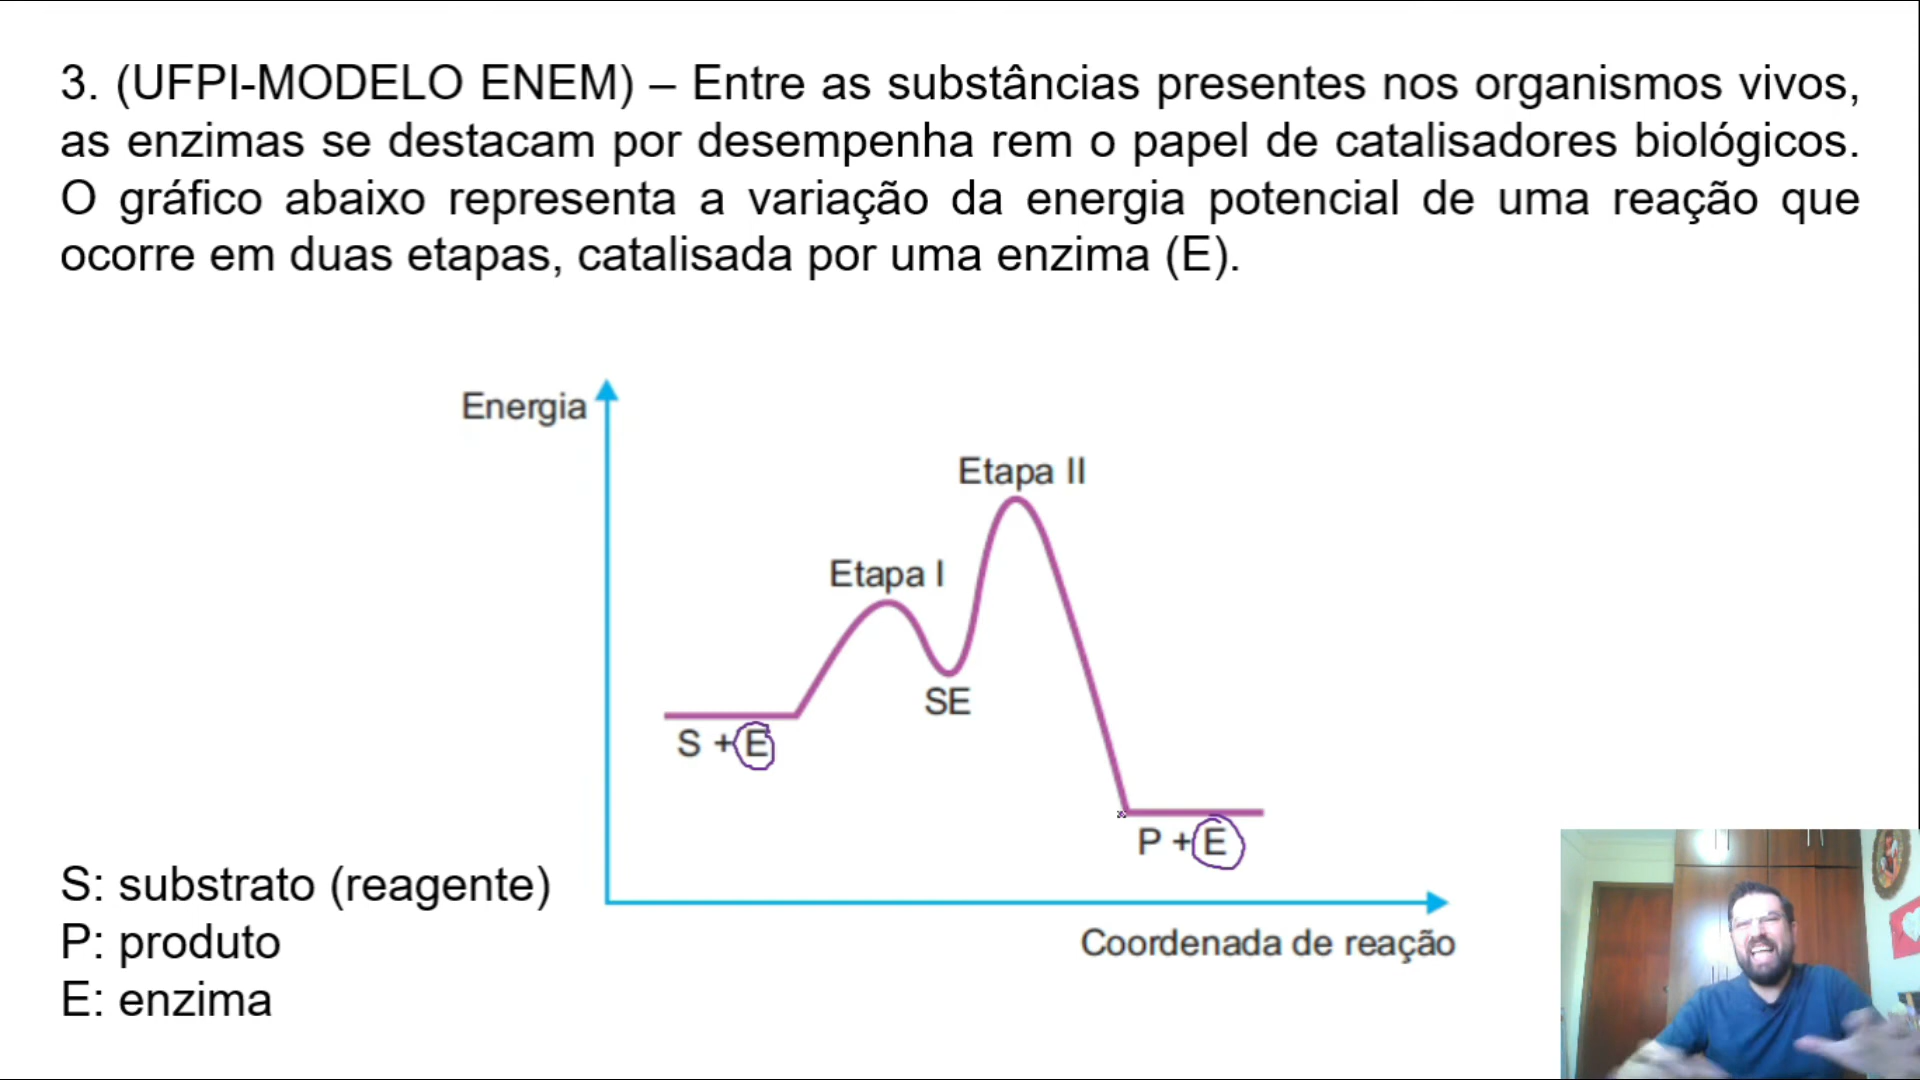 3. (UFPI-MODELO ENEM) – Entre as substâncias presentes nos organismos vivos,
as enzimas se destacam por desempenha rem o papel de catalisadores biológicos.
O gráfico abaixo representa a variação da energia potencial de uma reação que
ocorre em duas etapas, catalisada por uma enzima (E).
Energia
Etapa II
Etapa I
SE
S + E
P + E
S: substrato (reagente)
P: produto
E: enzima
Coordenada de reação